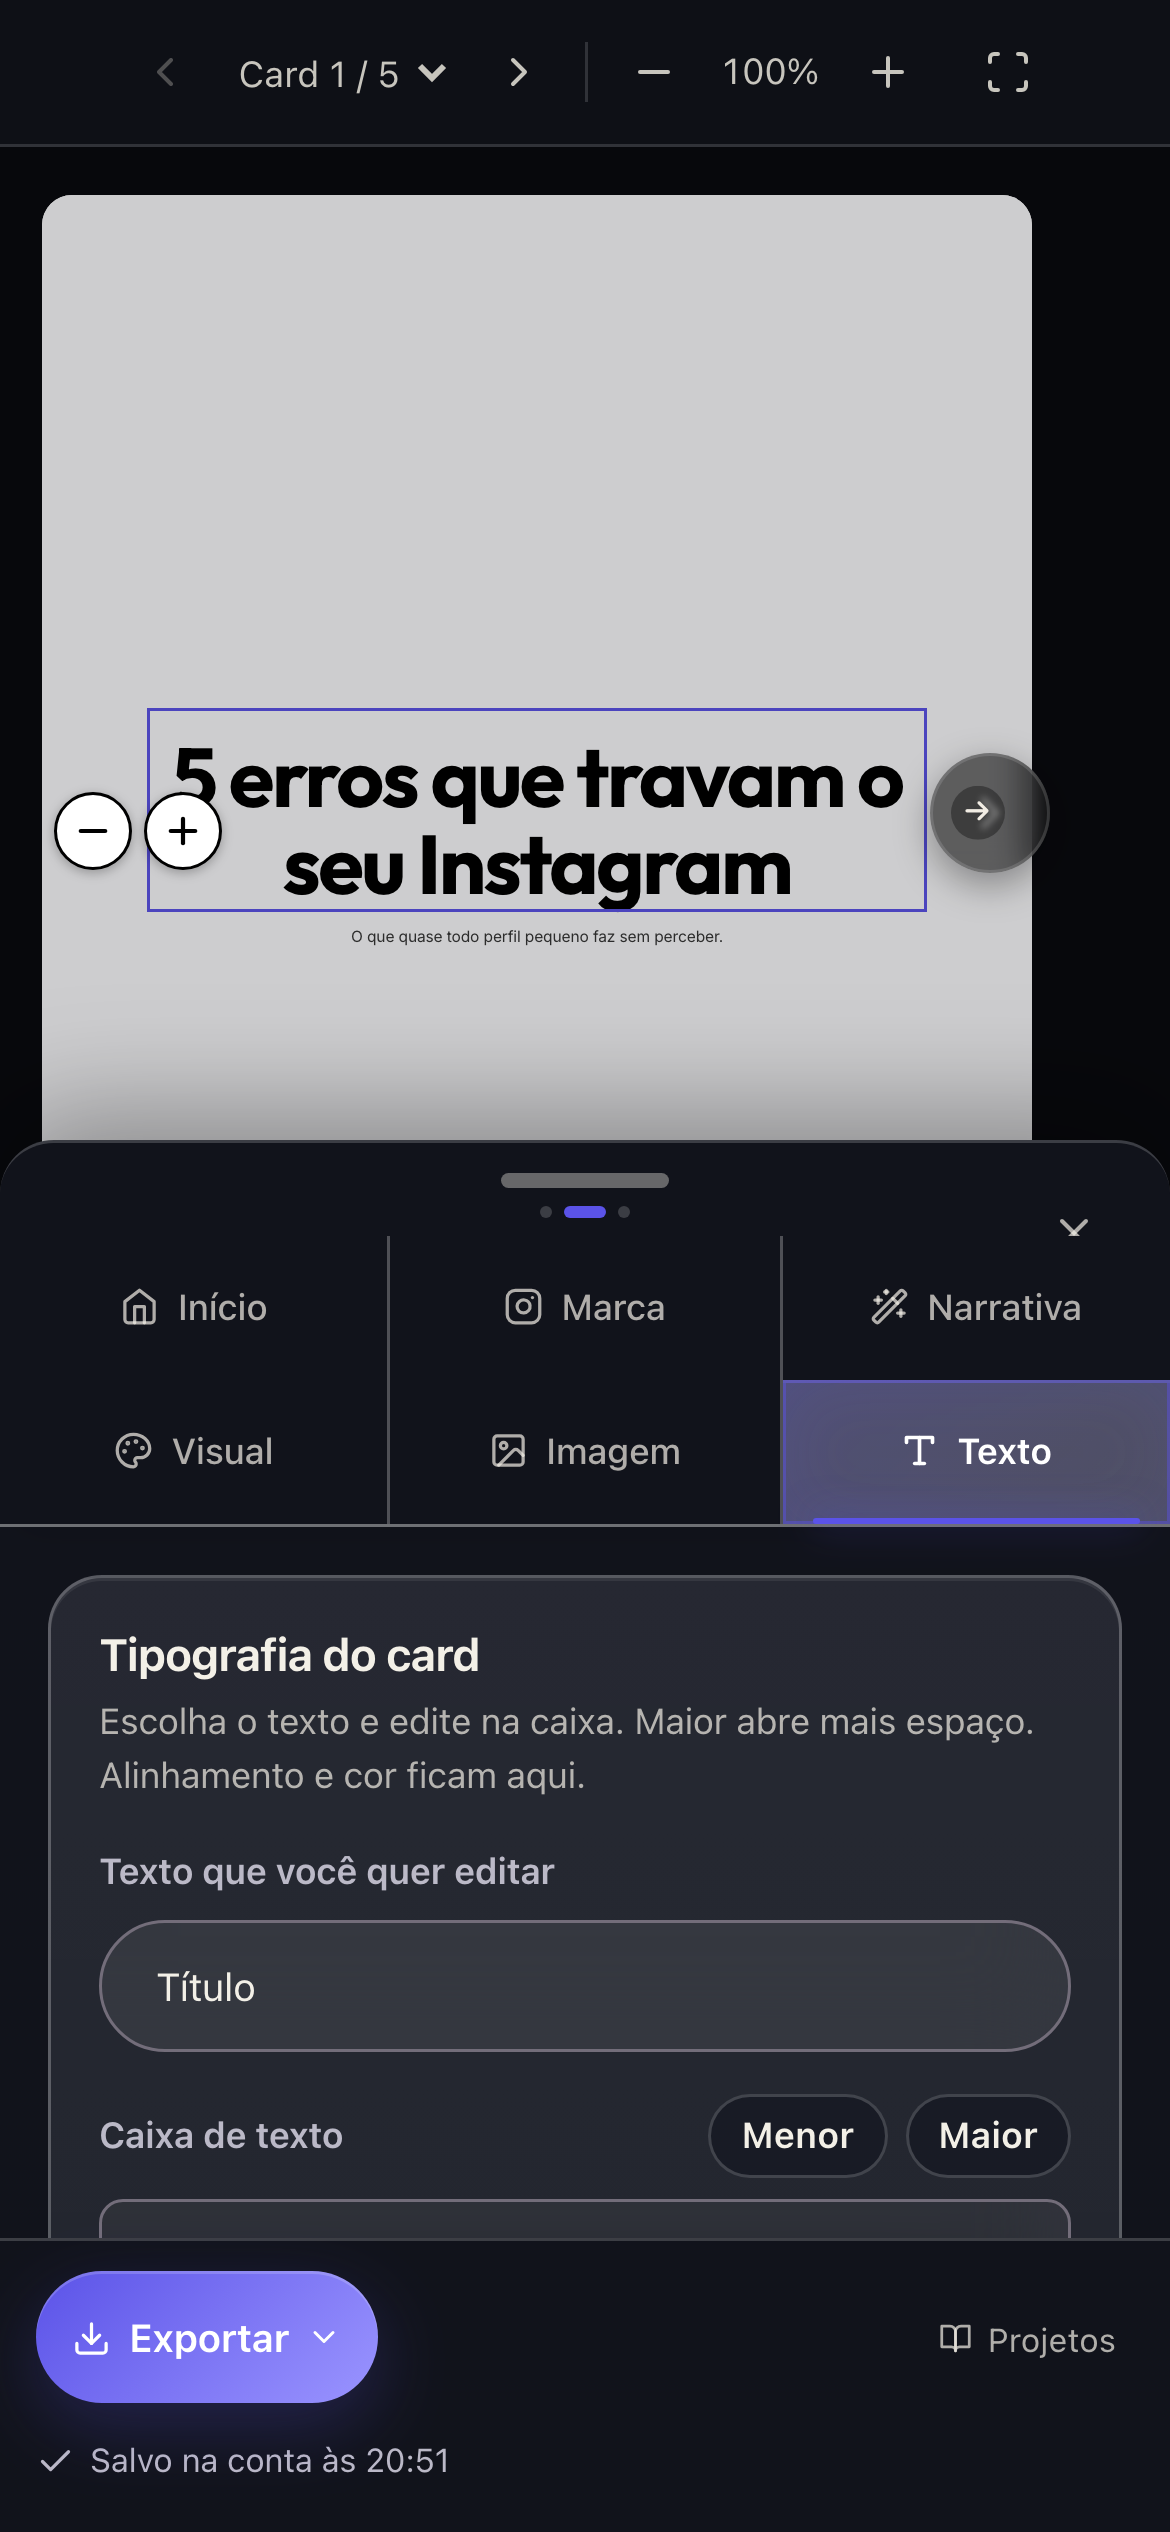 Card 1 / 5
100%
5 erros que travam o
seu Instagram
O que quase todo perfil pequeno faz sem perceber.
Início
Marca
Narrativa
Visual
Imagem
Texto
Tipografia do card
Escolha o texto e edite na caixa. Maior abre mais espaço.
Alinhamento e cor ficam aqui.
Texto que você quer editar
Título
Caixa de texto
Menor
Maior
Exportar
Projetos
Salvo na conta às 20:51